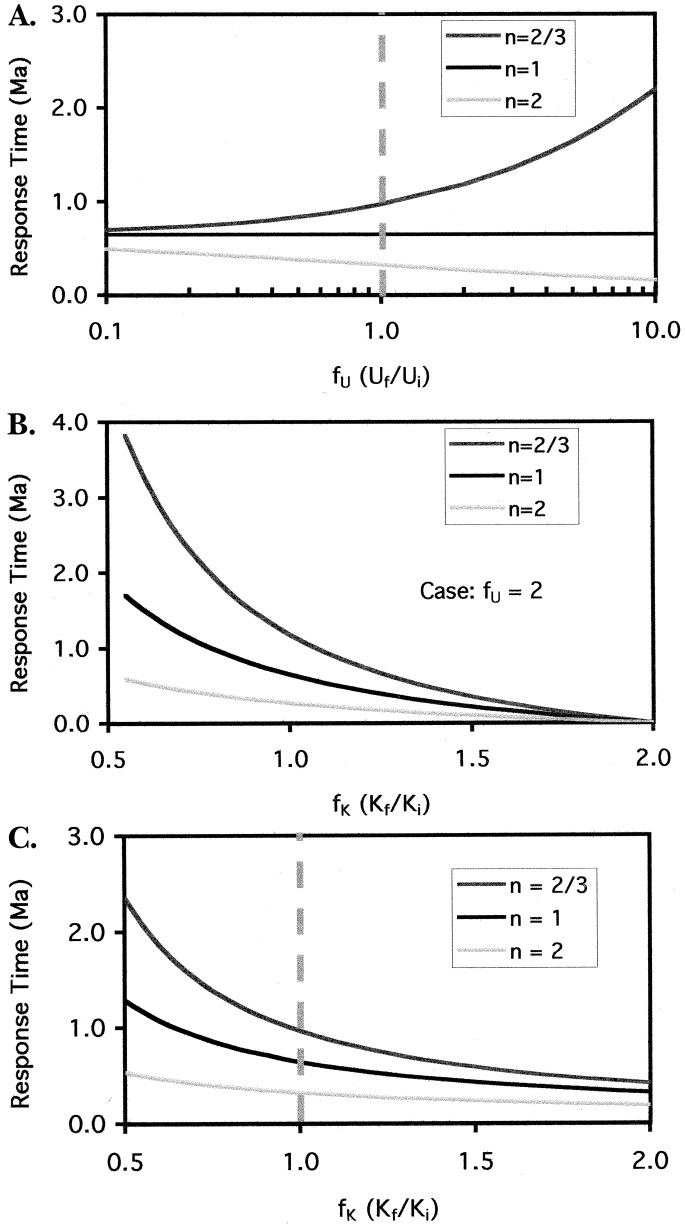 A.
Response Time (Ma)
3.0
2.0
1.0
0.0
n=2/3
n=1
n=2
0.1
1.0
10.0
fU (Uf/Ui)
B.
Response Time (Ma)
4.0
3.0
2.0
1.0
0.0
n=2/3
n=1
n=2
Case: fU = 2
0.5
1.0
1.5
2.0
fK (Kf/Ki)
C.
Response Time (Ma)
3.0
2.0
1.0
0.0
n = 2/3
n = 1
n = 2
0.5
1.0
1.5
2.0
fK (Kf/Ki)